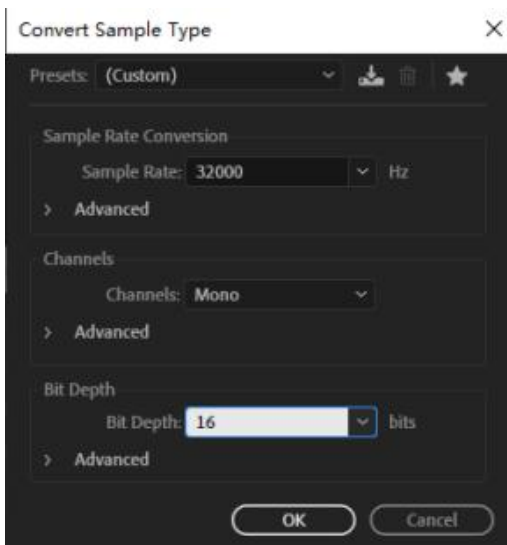 Convert Sample Type
Presets: (Custom)
Sample Rate Conversion
Sample Rate: 32000 Hz
Advanced
Channels
Channels: Mono
Advanced
Bit Depth
Bit Depth: 16 bits
Advanced
OK Cancel